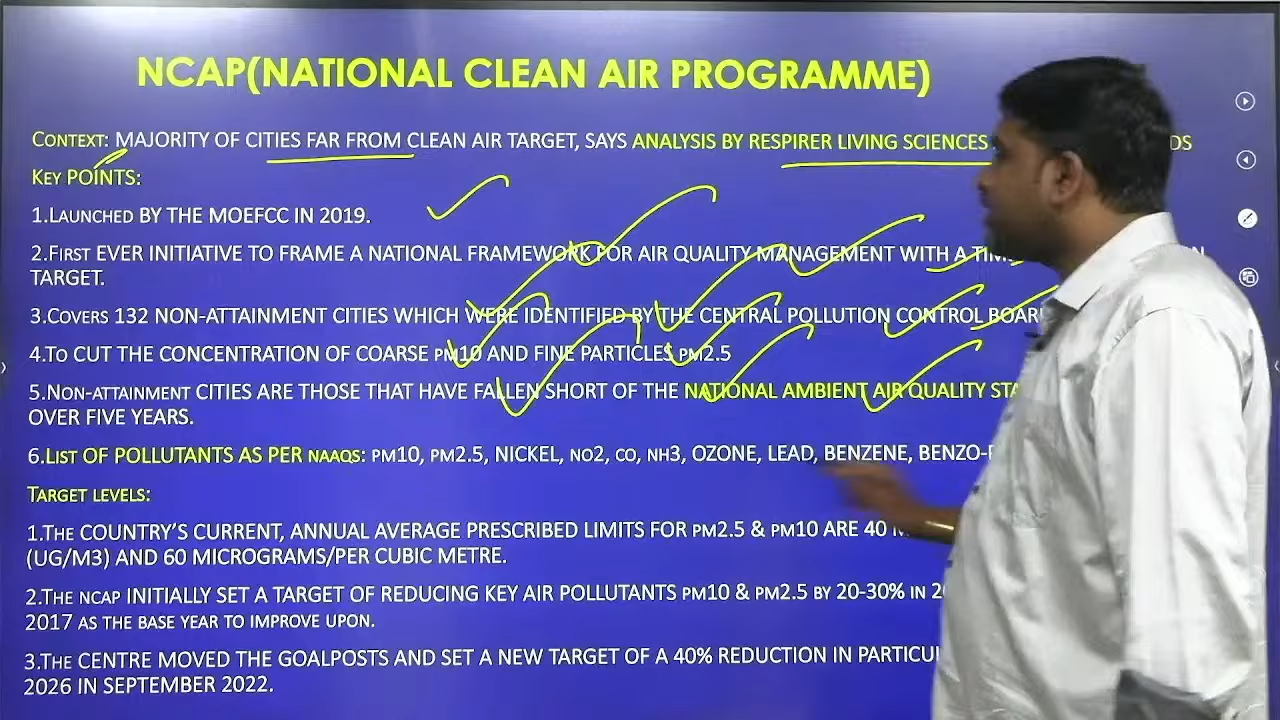 NCAP(NATIONAL CLEAN AIR PROGRAMME)
CONTEXT: MAJORITY OF CITIES FAR FROM CLEAN AIR TARGET, SAYS ANALYSIS BY RESPIRER LIVING SCIENCES
KEY POINTS:
1.LAUNCHED BY THE MOEFCC IN 2019.
2.FIRST EVER INITIATIVE TO FRAME A NATIONAL FRAMEWORK FOR AIR QUALITY MANAGEMENT WITH A
TARGET.
3.COVERS 132 NON-ATTAINMENT CITIES WHICH WERE IDENTIFIED BY THE CENTRAL POLLUTION CONTROL
4.TO CUT THE CONCENTRATION OF COARSE PM10 AND FINE PARTICLES PM2.5
5.NON-ATTAINMENT CITIES ARE THOSE THAT HAVE FALLEN SHORT OF THE NATIONAL AMBIENT AIR QUALITY
OVER FIVE YEARS.
6.LIST OF POLLUTANTS AS PER NAAQS: PM10, PM2.5, NICKEL, NO2, CO, NH3, OZONE, LEAD, BENZENE,
TARGET LEVELS:
1.THE COUNTRY'S CURRENT, ANNUAL AVERAGE PRESCRIBED LIMITS FOR PM2.5 & PM10 ARE 40
(UG/M3) AND 60 MICROGRAMS/PER CUBIC METRE.
2.THE NCAP INITIALLY SET A TARGET OF REDUCING KEY AIR POLLUTANTS PM10 & PM2.5 BY 20-30% IN
2017 AS THE BASE YEAR TO IMPROVE UPON.
3.THE CENTRE MOVED THE GOALPOSTS AND SET A NEW TARGET OF A 40% REDUCTION IN
2026 IN SEPTEMBER 2022.